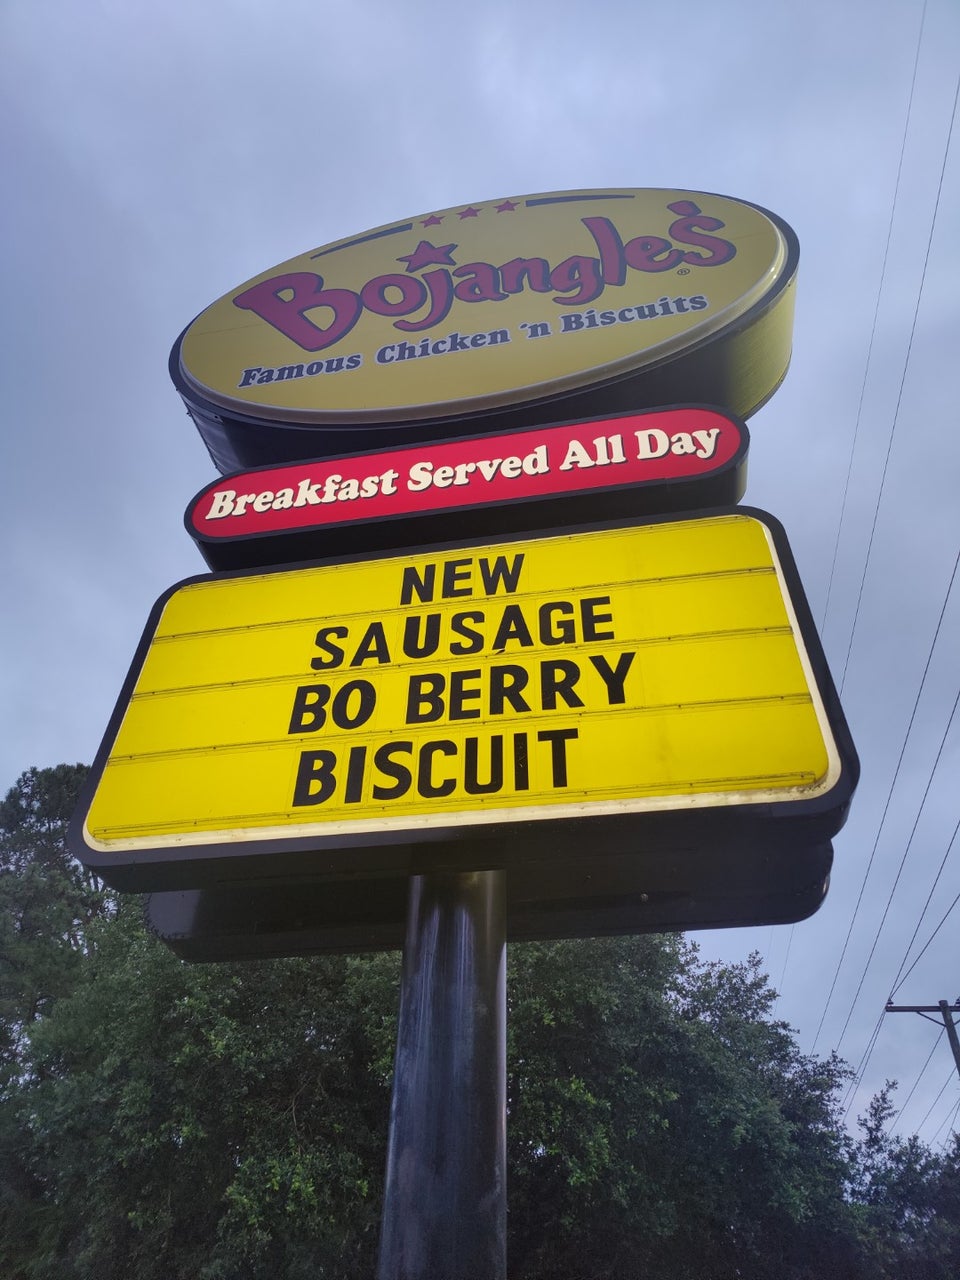 Bojangles®
Famous Chicken 'n Biscuits
Breakfast Served All Day
NEW
SAUSAGE
BO BERRY
BISCUIT